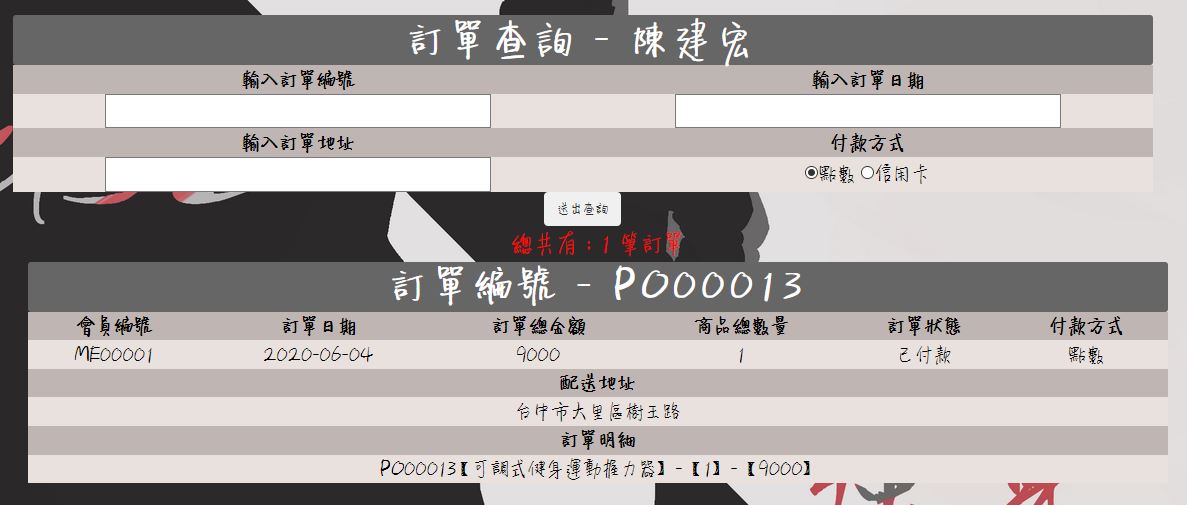 訂單查詢 - 陳建宏
輸入訂單編號 輸入訂單日期
輸入訂單地址 付款方式
點數 信用卡
送出查詢
總共有：1 筆訂單
訂單編號 - PO00013
會員編號 訂單日期 訂單總金額 商品總數量 訂單狀態 付款方式
ME00001 2020-06-04 9000 1 已付款 點數
配送地址
台中市大里區樹王路
訂單明細
PO00013【可調式健身運動握力器】-【1】-【9000】